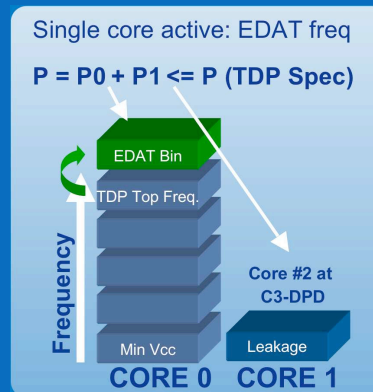 Single core active: EDAT freq
P = P0 + P1 <= P (TDP Spec)
EDAT Bin
TDP Top Freq.
Frequency
Core #2 at
C3-DPD
Min Vcc
Leakage
CORE 0
CORE 1